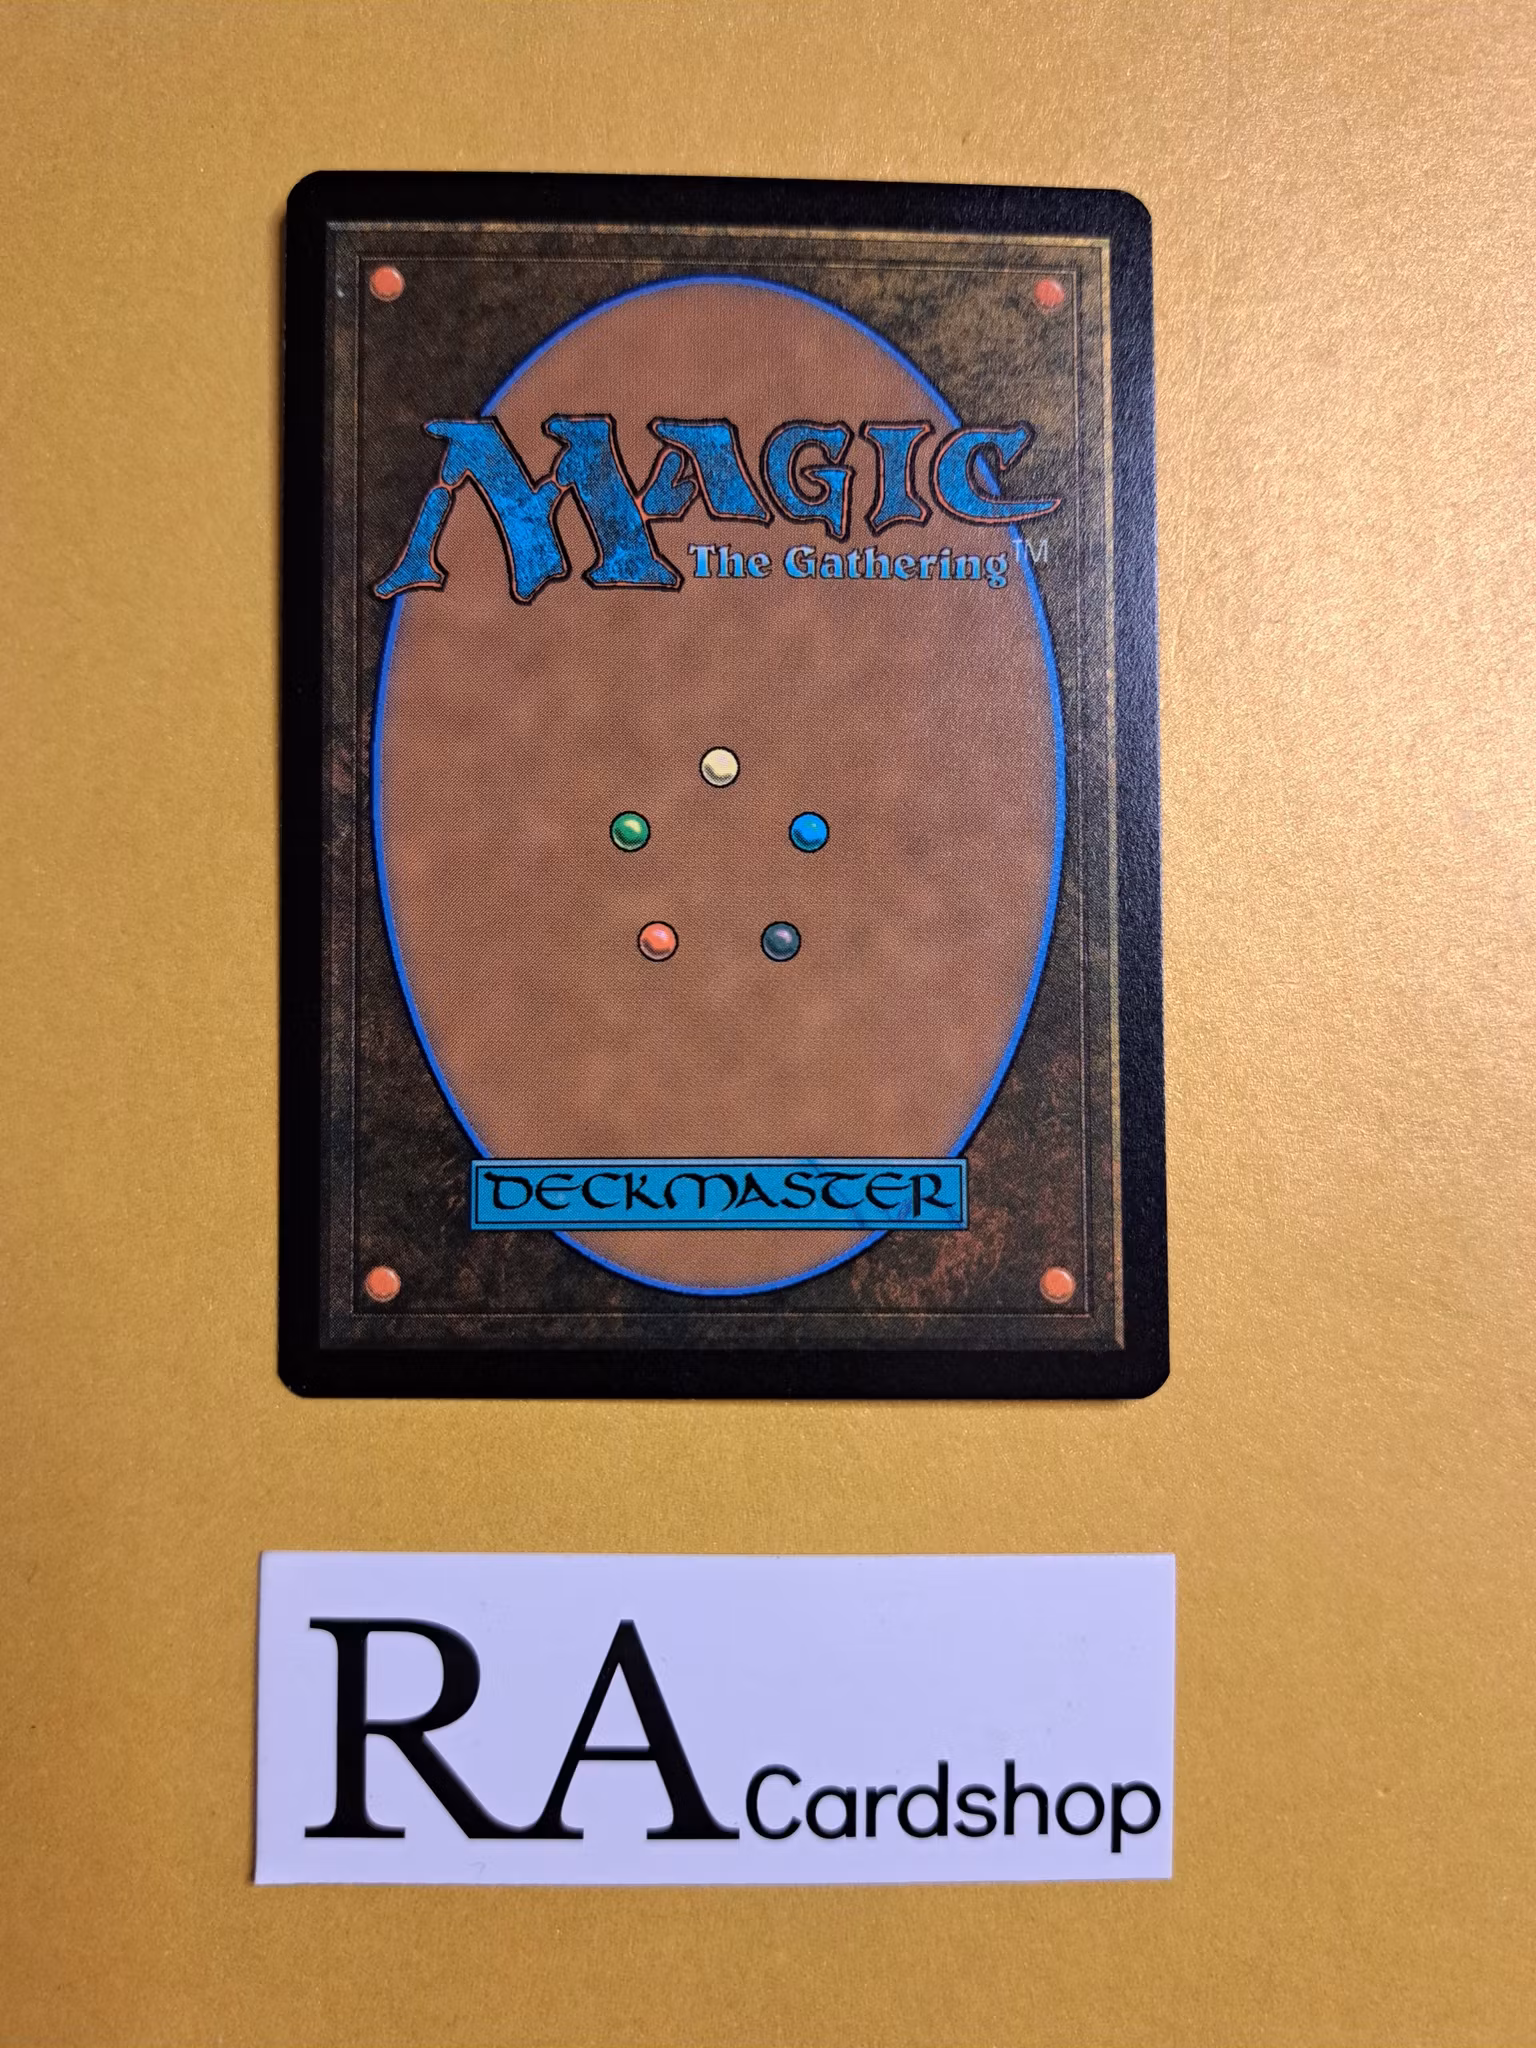 MAGIC
The Gathering™
DECKMASTER
RA Cardshop